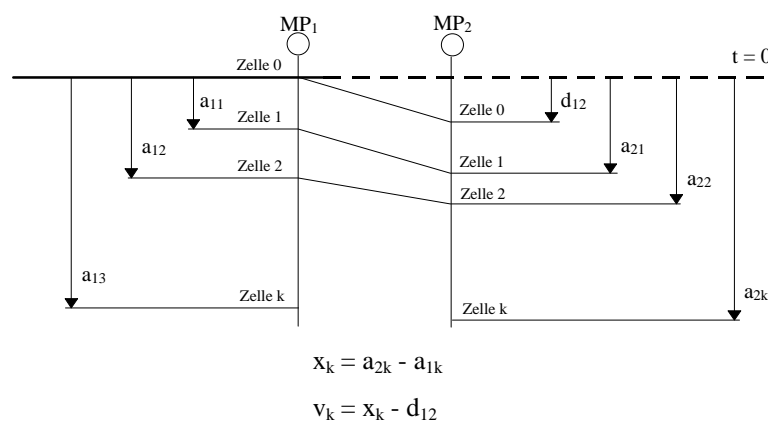 MP₁ MP₂
t = 0
Zelle 0
a₁₁ Zelle 0 d₁₂
Zelle 1
a₁₂ Zelle 1 a₂₁
Zelle 2
Zelle 2 a₂₂
a₁₃
Zelle k a₂ₖ
Zelle k
xₖ = a₂ₖ - a₁ₖ
vₖ = xₖ - d₁₂